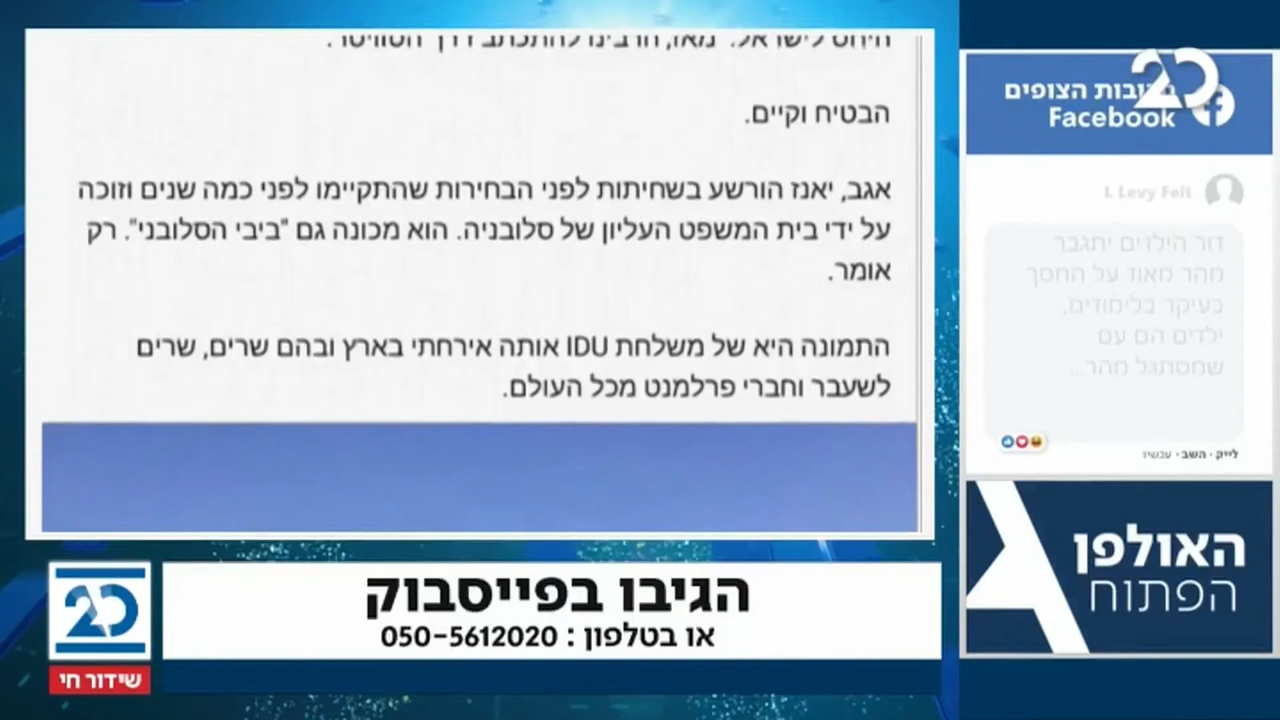 הבטיח וקיים.
אגב, יאנז הורשע בשחיתות לפני הבחירות שהתקיימו לפני כמה שנים וזוכה
על ידי בית המשפט העליון של סלובניה. הוא מכונה גם "ביבי הסלובני". רק
אומר.
התמונה היא של משלחת IDU אותה אירחתי בארץ ובהם שרים, שרים
לשעבר וחברי פרלמנט מכל העולם.
הגיבו בפייסבוק
או בטלפון : 050-5612020
20
שידור חי
20
הצופים
Facebook
L Levy Felt
דור הילדים יתגבר
מהר מאוד על החסך
בעיקר בלימודים,
ילדים הם עם
שמסתגל מהר...
לייק · השב · עכשיו
האולפן
הפתוח